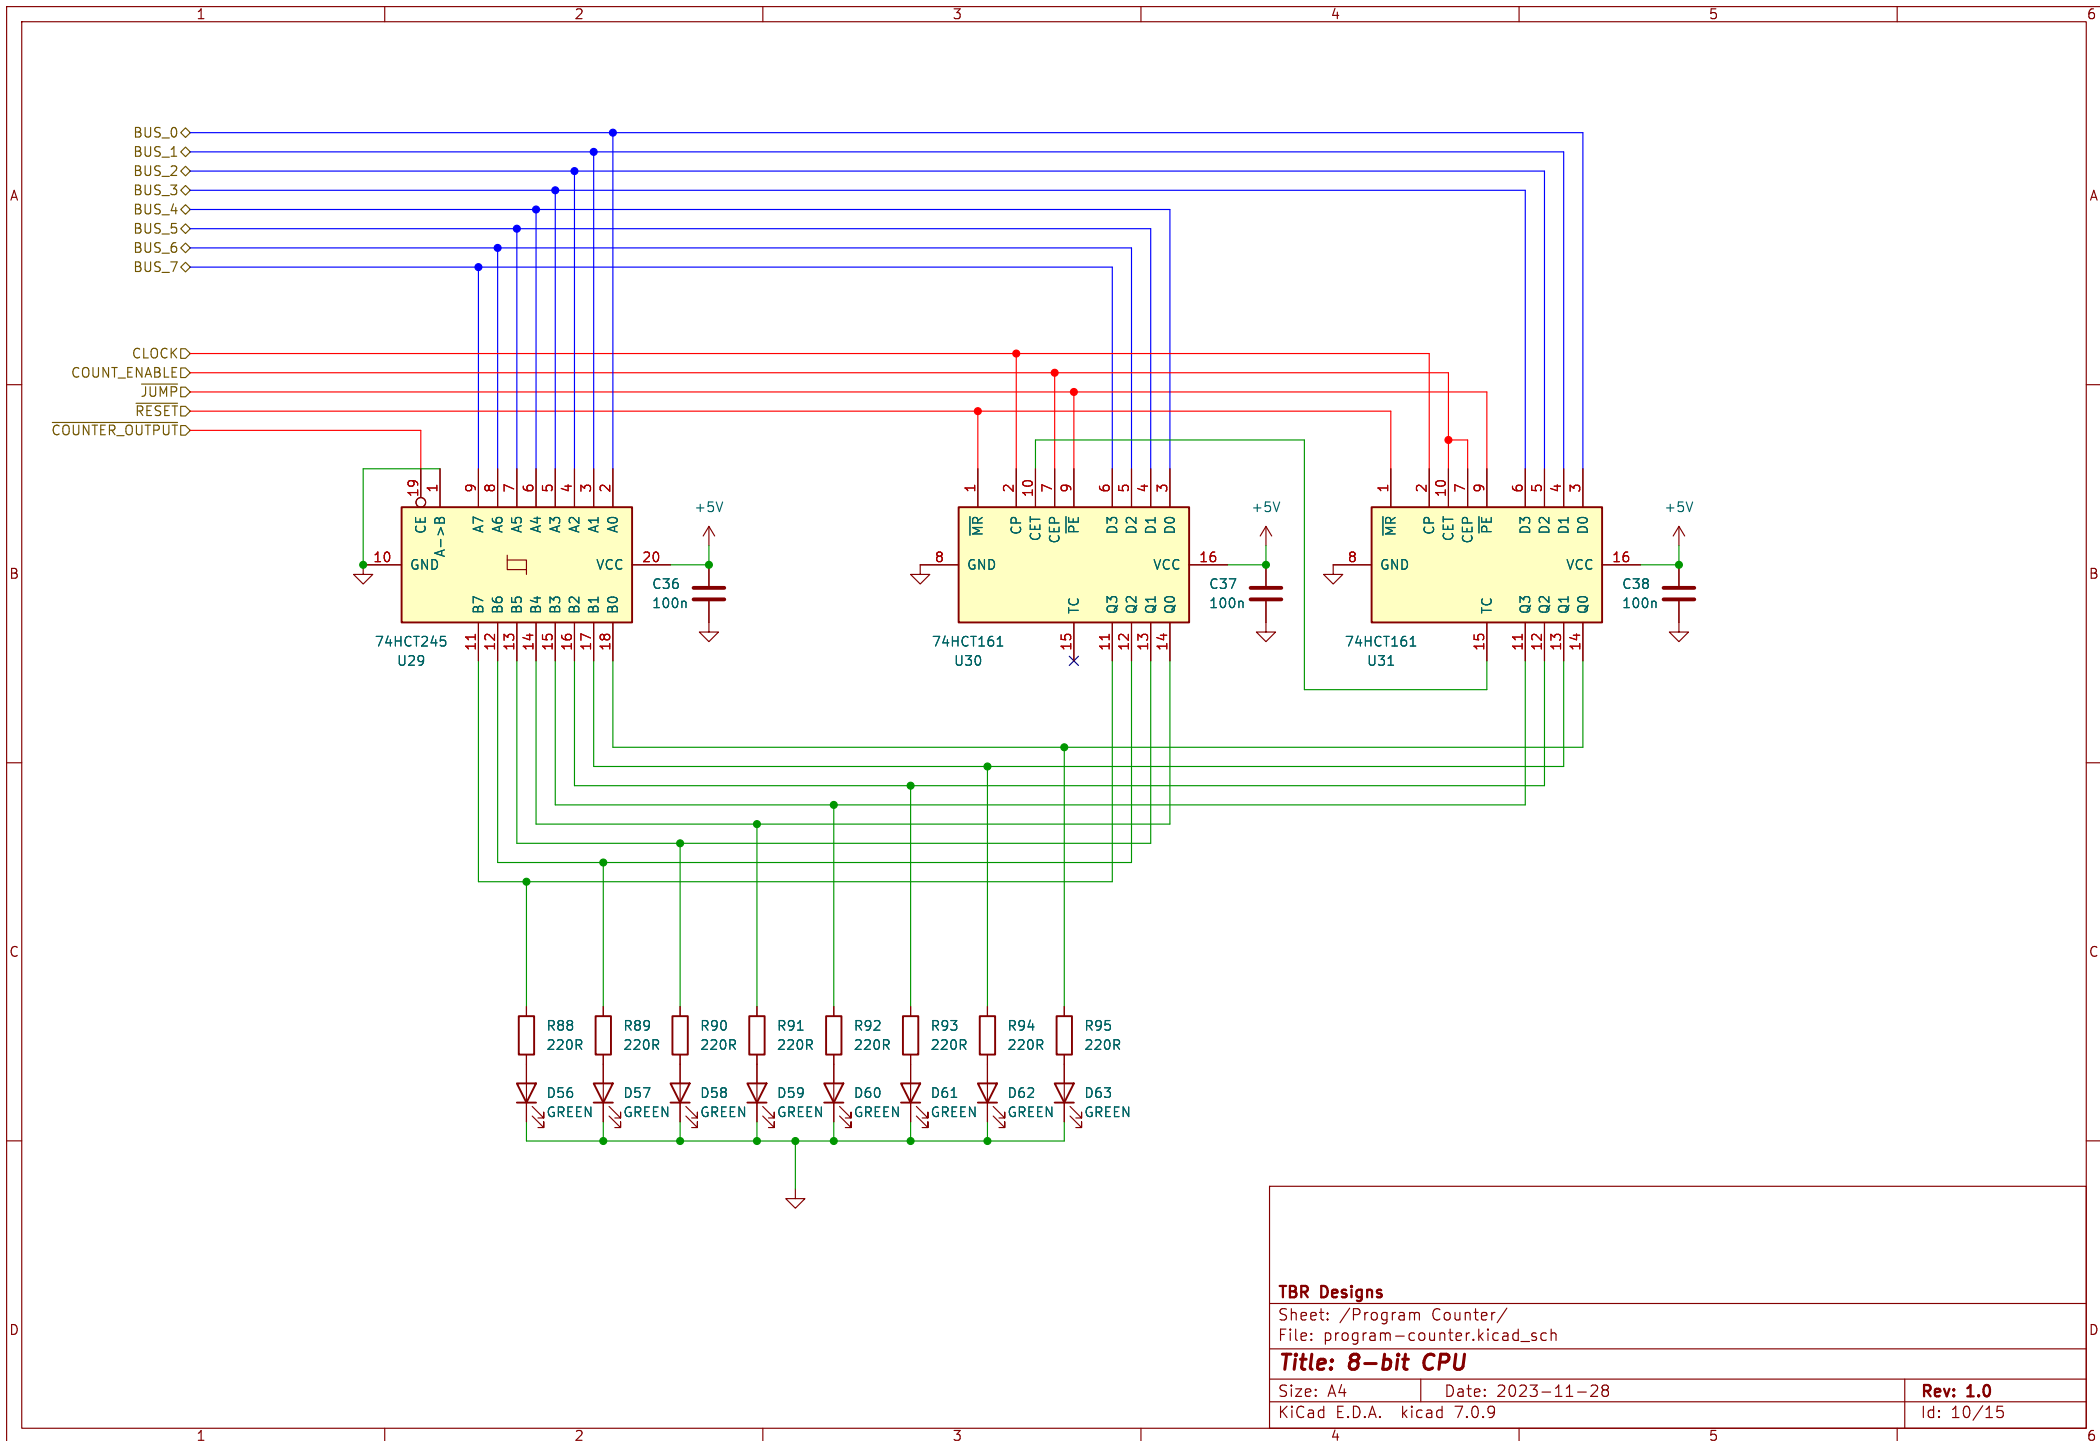 1 2 3 4 5 6
A A
B B
C C
D D
BUS_0
BUS_1
BUS_2
BUS_3
BUS_4
BUS_5
BUS_6
BUS_7
CLOCK
COUNT_ENABLE
JUMP
RESET
COUNTER_OUTPUT
19 1 9 8 7 6 5 4 3 2
CE A->B A7 A6 A5 A4 A3 A2 A1 A0
10 GND VCC 20
B7 B6 B5 B4 B3 B2 B1 B0
11 12 13 14 15 16 17 18
74HCT245
U29
+5V
C36
100n
1 2 10 7 9 6 5 4 3
MR CP CET CEP PE D3 D2 D1 D0
8 GND VCC 16
TC Q3 Q2 Q1 Q0
15 11 12 13 14
74HCT161
U30
+5V
C37
100n
1 2 10 7 9 6 5 4 3
MR CP CET CEP PE D3 D2 D1 D0
8 GND VCC 16
TC Q3 Q2 Q1 Q0
15 11 12 13 14
74HCT161
U31
+5V
C38
100n
R88 R89 R90 R91 R92 R93 R94 R95
220R 220R 220R 220R 220R 220R 220R 220R
D56 D57 D58 D59 D60 D61 D62 D63
GREEN GREEN GREEN GREEN GREEN GREEN GREEN GREEN
TBR Designs
Sheet: /Program Counter/
File: program-counter.kicad_sch
Title: 8-bit CPU
Size: A4 Date: 2023-11-28 Rev: 1.0
KiCad E.D.A. kicad 7.0.9 Id: 10/15
1 2 3 4 5 6